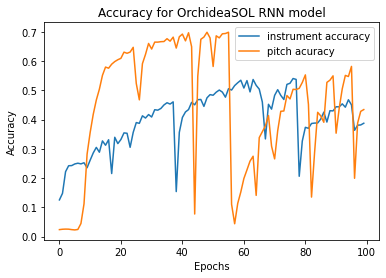 Accuracy for OrchideaSOL RNN model
instrument accuracy
pitch acuracy
0.7
0.6
0.5
0.4
0.3
0.2
0.1
0.0
Accuracy
0
20
40
60
80
100
Epochs